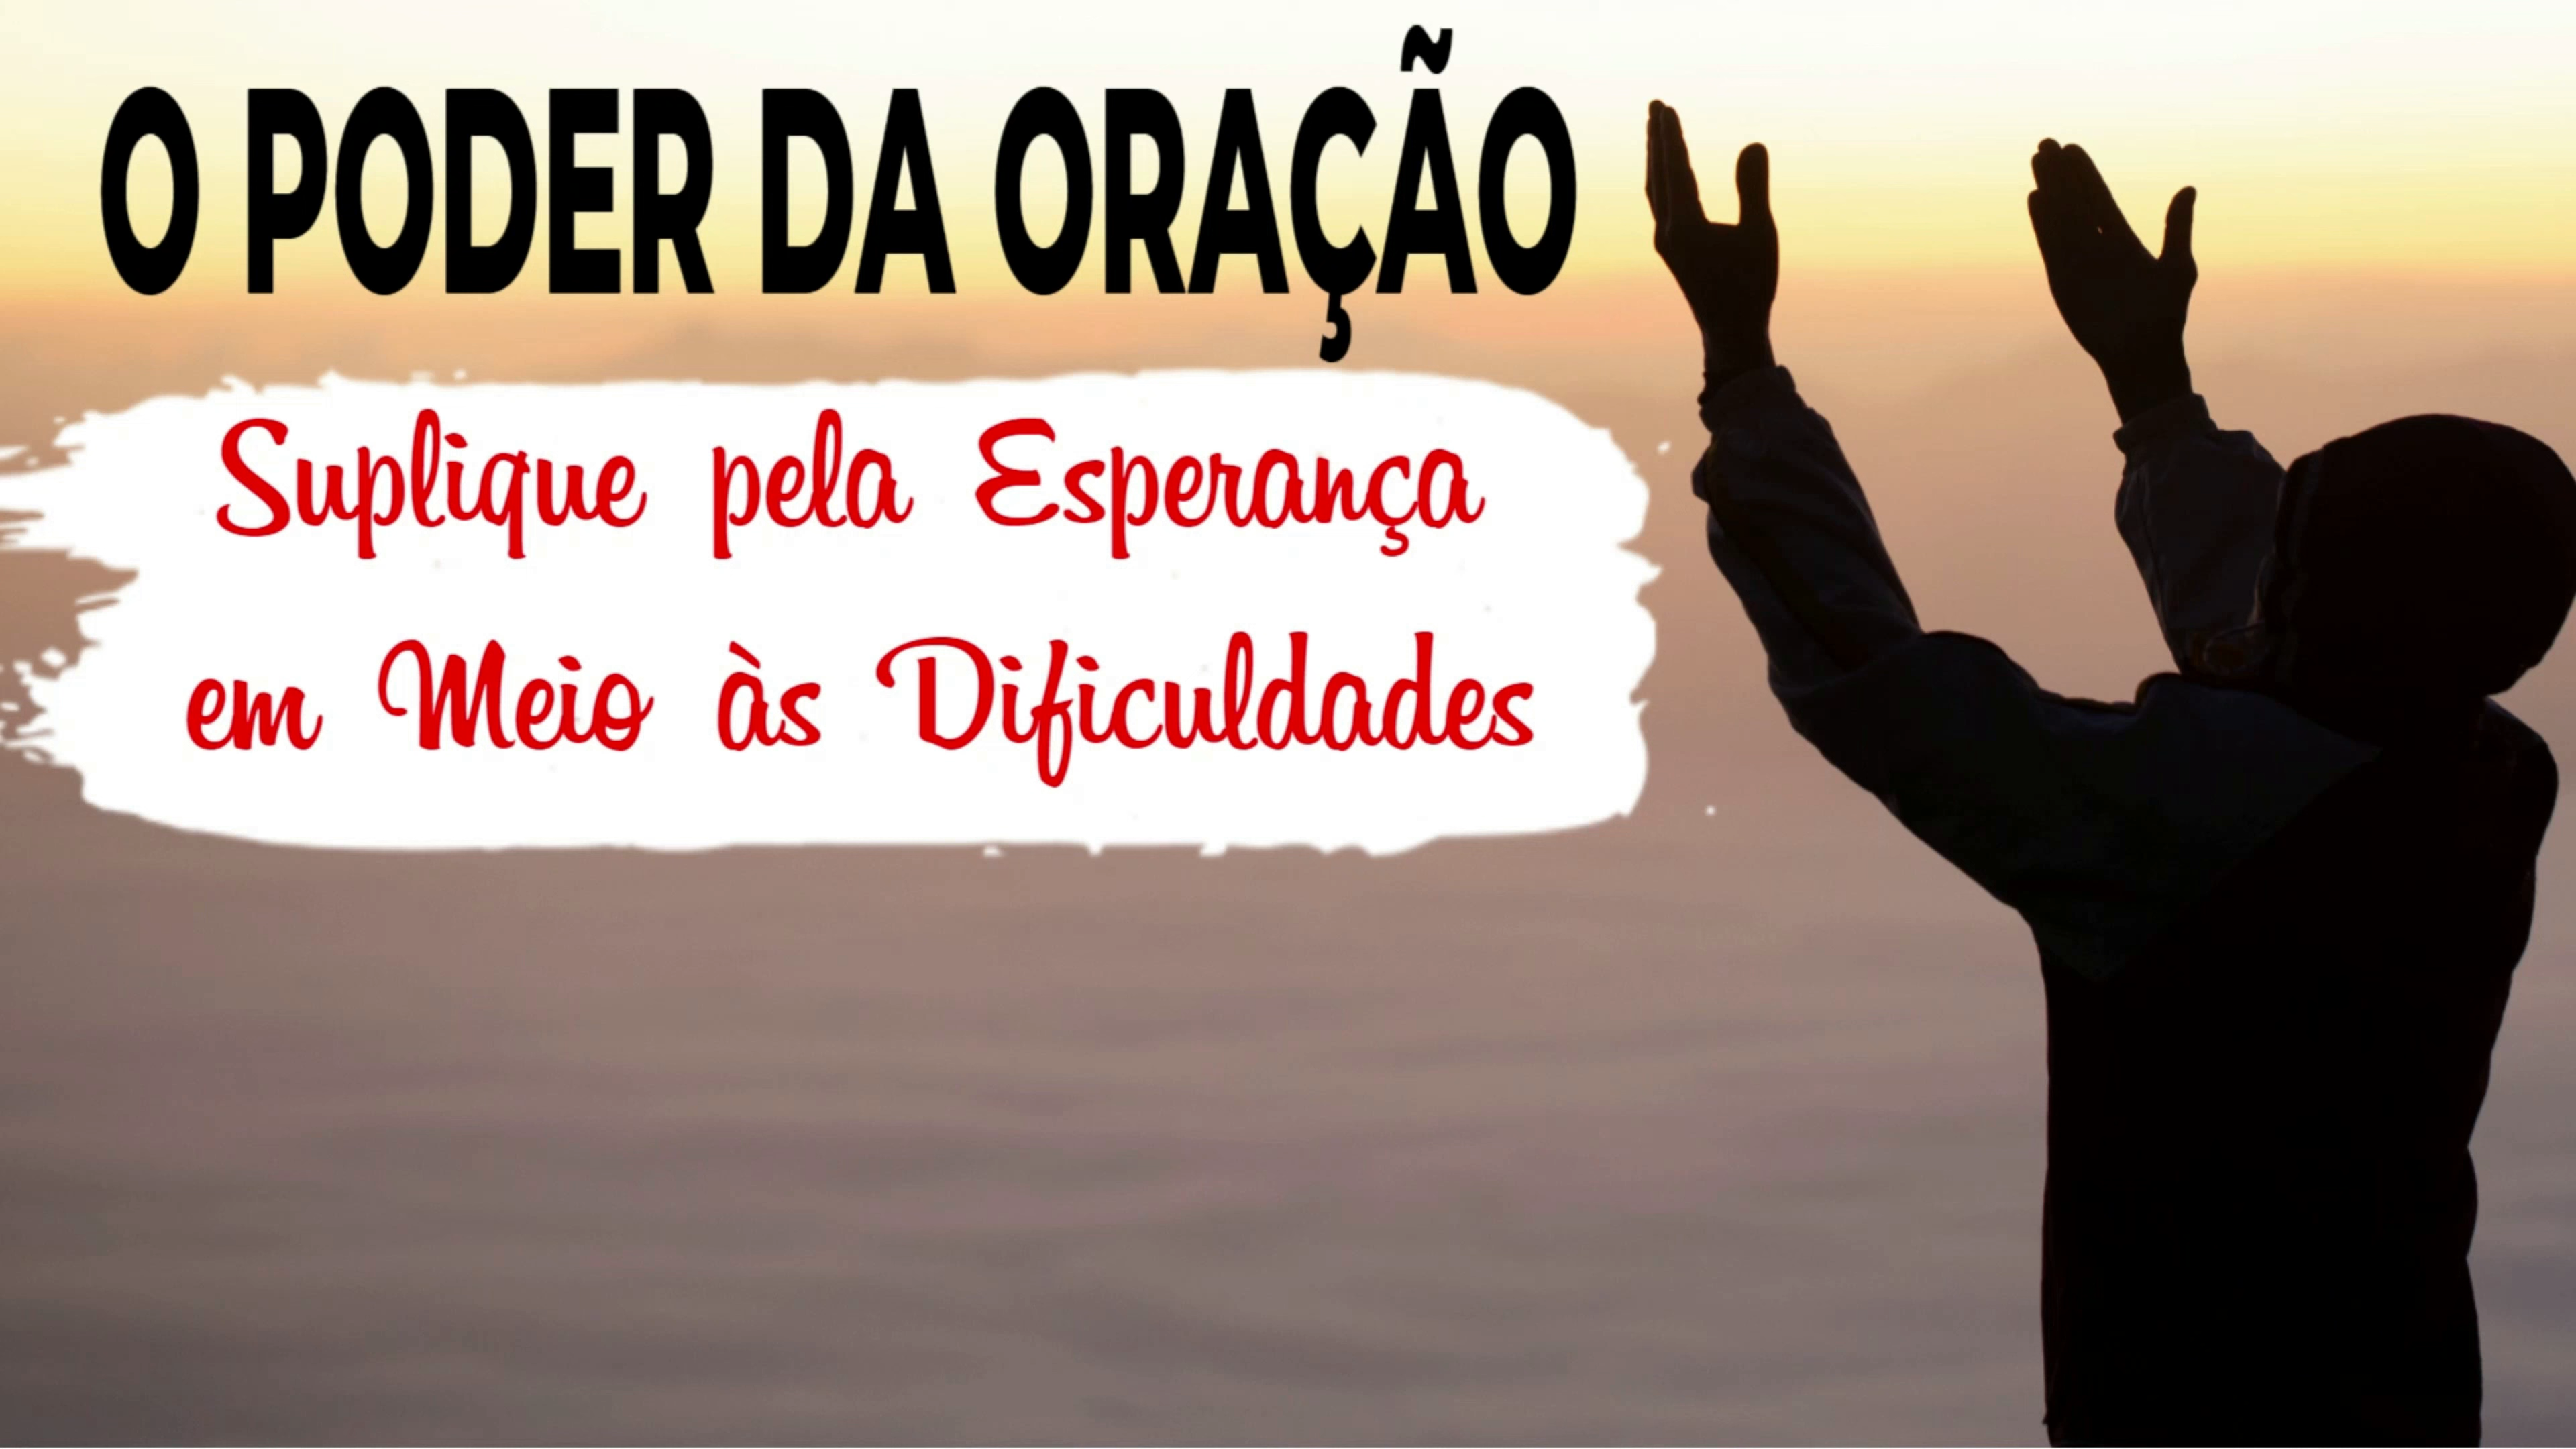 O PODER DA ORAÇÃO
Suplique pela Esperança
em Meio às Dificuldades